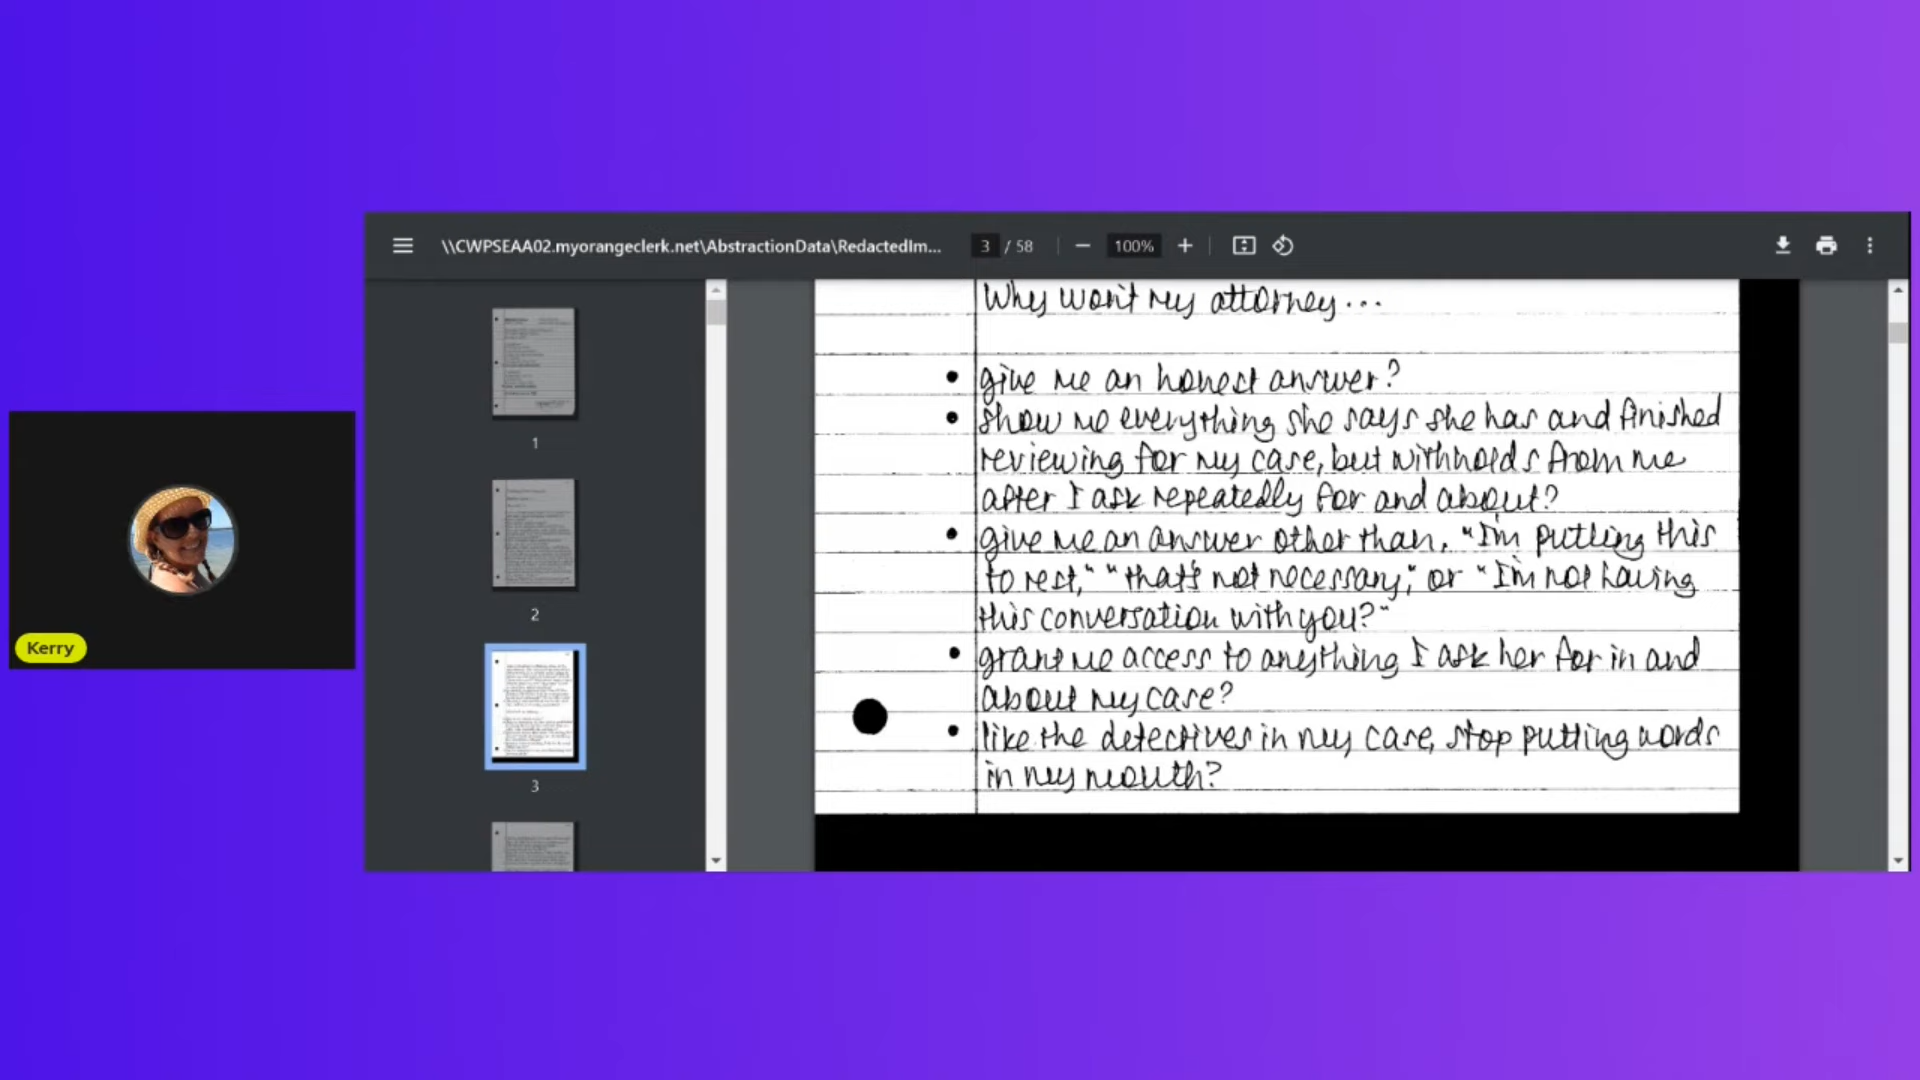 \\CWPSEAA02.myorangeclerk.net\AbstractionData\RedactedIm... 3 / 58 100%
1
2
3
Kerry
Why won't my attorney...
• give me an honest answer?
• show me everything she says she has and finished
reviewing for my case, but withholds from me
after I ask repeatedly for and about?
• give me an answer other than, "I'm putting this
to rest," "that's not necessary," or "I'm not having
this conversation with you?"
• grant me access to anything I ask her for in and
about my case?
• like the detectives in my case, stop putting words
in my mouth?